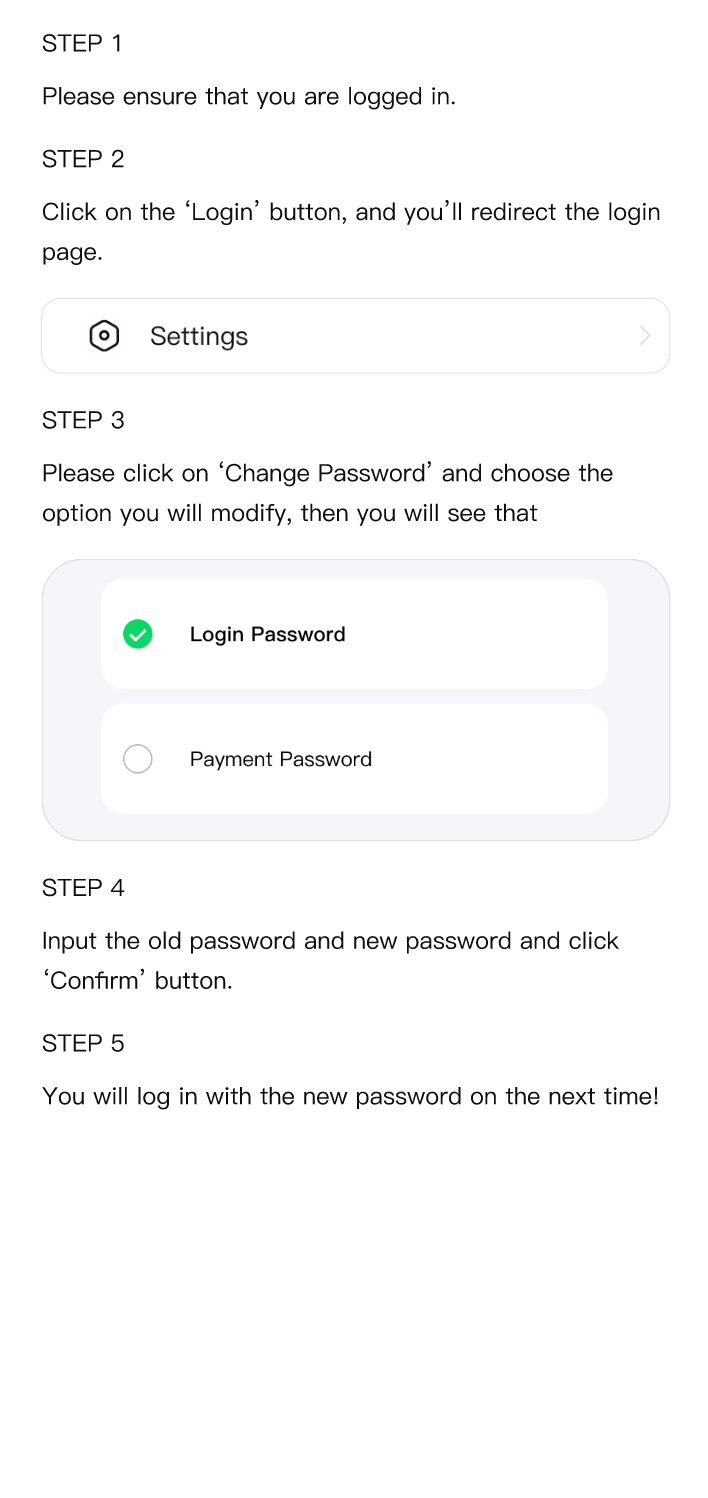 STEP 1
Please ensure that you are logged in.
STEP 2
Click on the ‘Login’ button, and you’ll redirect the login
page.
Settings
STEP 3
Please click on ‘Change Password’ and choose the
option you will modify, then you will see that
Login Password
Payment Password
STEP 4
Input the old password and new password and click
‘Confirm’ button.
STEP 5
You will log in with the new password on the next time!